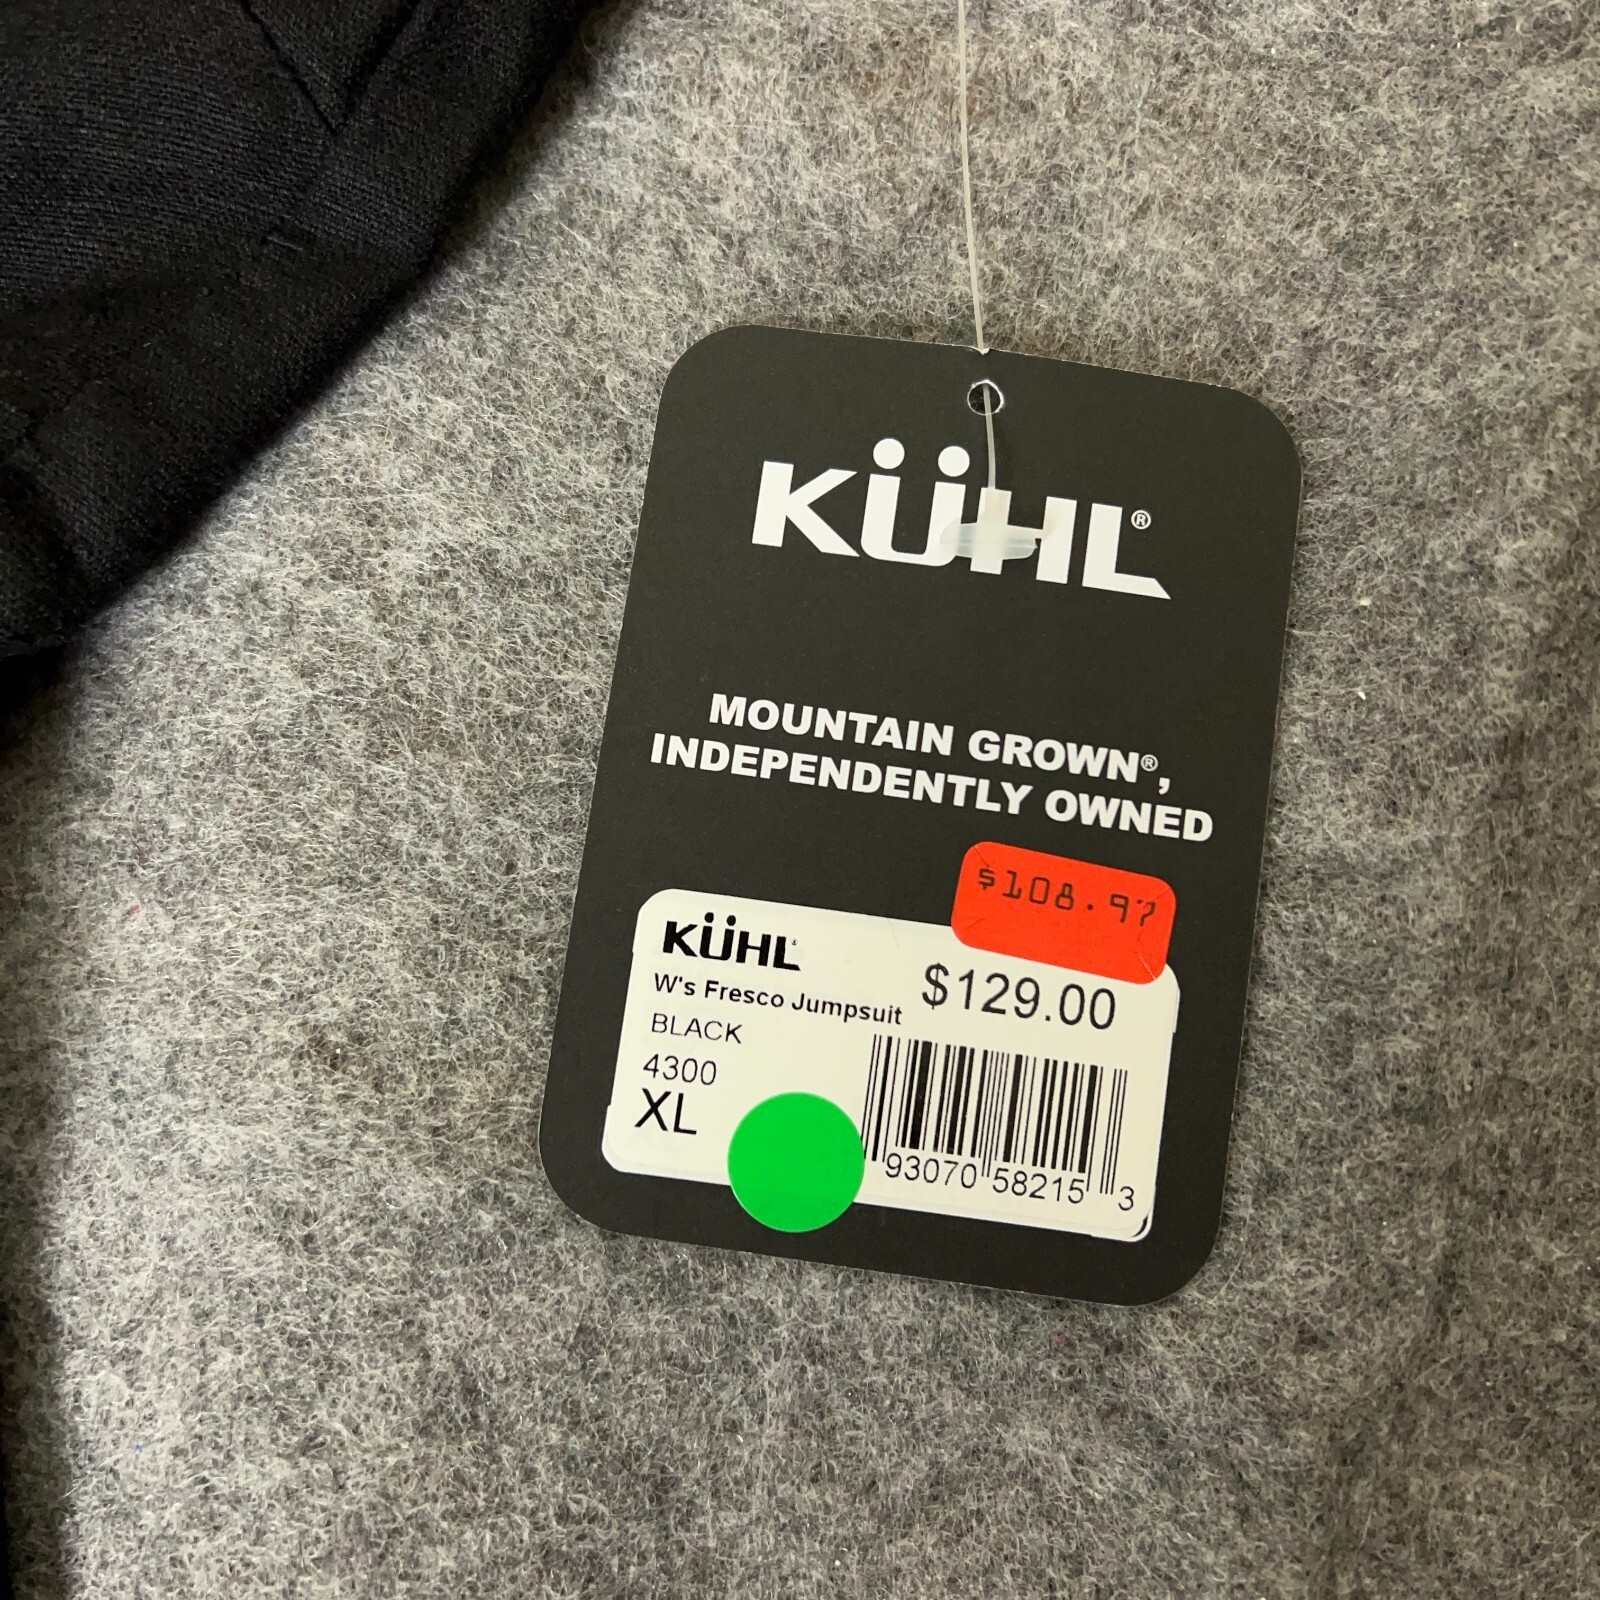 KÜHL®
MOUNTAIN GROWN®,
INDEPENDENTLY OWNED
$108.97
KÜHL
W's Fresco Jumpsuit $129.00
BLACK
4300
XL
93070 58215 3